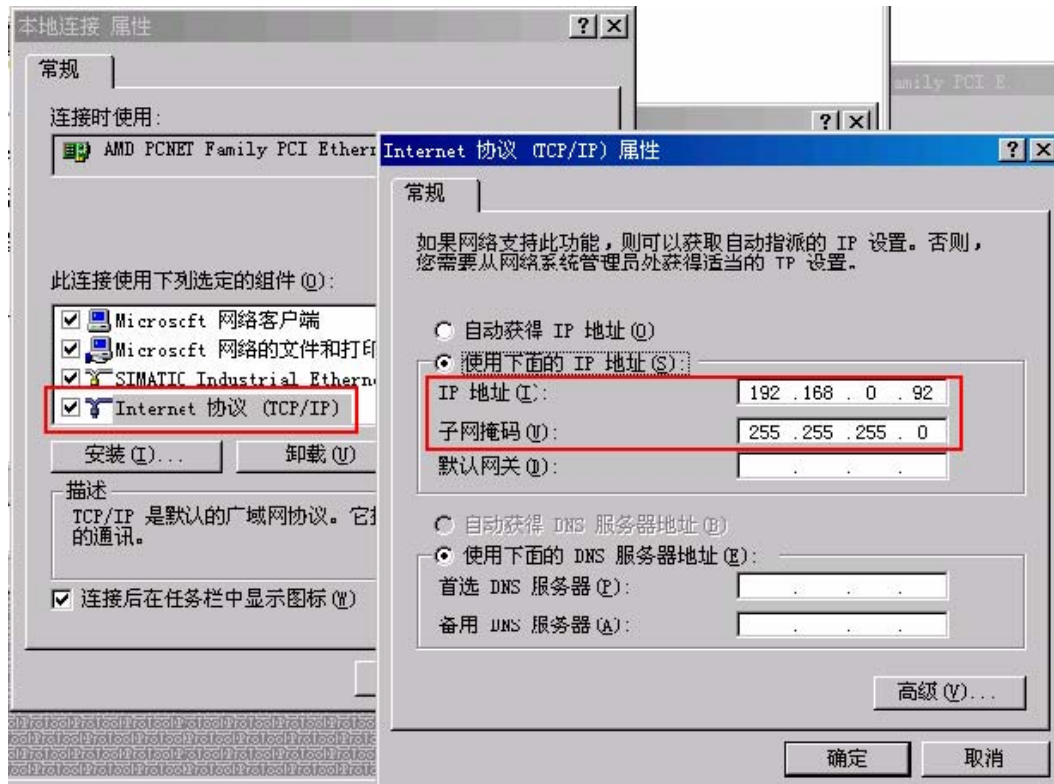 本地连接 属性
常规
连接时使用:
AMD PCNET Family PCI Ethern
此连接使用下列选定的组件(O):
Microsoft 网络客户端
Microsoft 网络的文件和打印
SIMATIC Industrial Etherne
Internet 协议 (TCP/IP)
安装(I)...
卸载(U)
描述
TCP/IP 是默认的广域网协议。它
的通讯。
连接后在任务栏中显示图标(W)
amily PCI E
Internet 协议 (TCP/IP) 属性
常规
如果网络支持此功能,则可以获取自动指派的 IP 设置。否则,
您需要从网络系统管理员处获得适当的 IP 设置。
自动获得 IP 地址(O)
使用下面的 IP 地址(S):
IP 地址(I): 192 .168 . 0 . 92
子网掩码(U): 255 .255 .255 . 0
默认网关(D): . . .
自动获得 DNS 服务器地址(B)
使用下面的 DNS 服务器地址(E):
首选 DNS 服务器(P): . . .
备用 DNS 服务器(A): . . .
高级(V)...
确定
取消